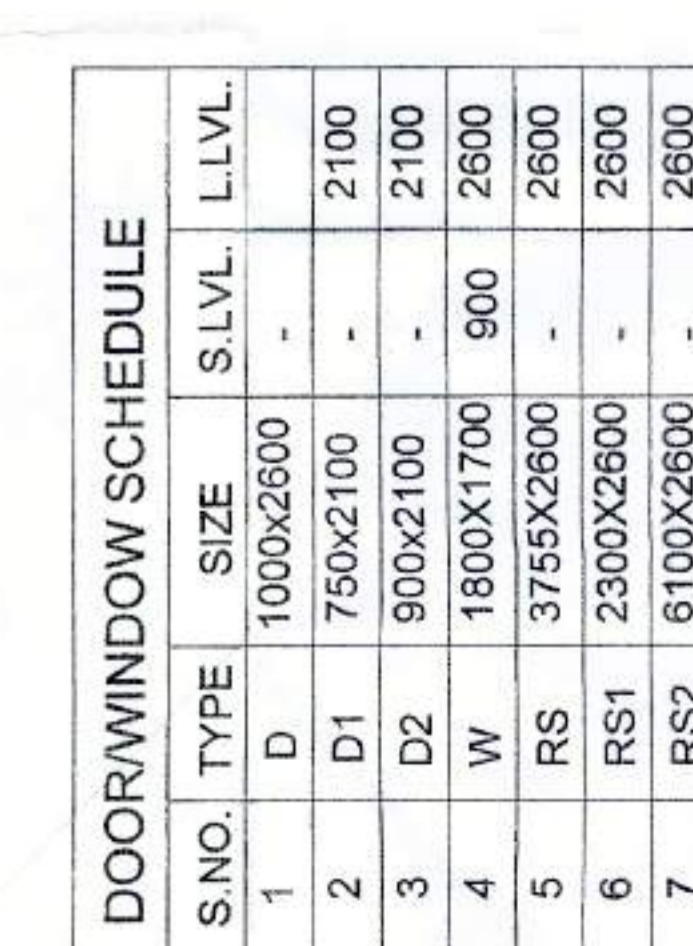 DOOR/WINDOW SCHEDULE
S.NO. TYPE SIZE S.LVL. L.LVL.
1 D 1000x2600 -
2 D1 750x2100 - 2100
3 D2 900x2100 - 2100
4 W 1800X1700 900 2600
5 RS 3755X2600 - 2600
6 RS1 2300X2600 - 2600
7 RS2 6100X2600 - 2600